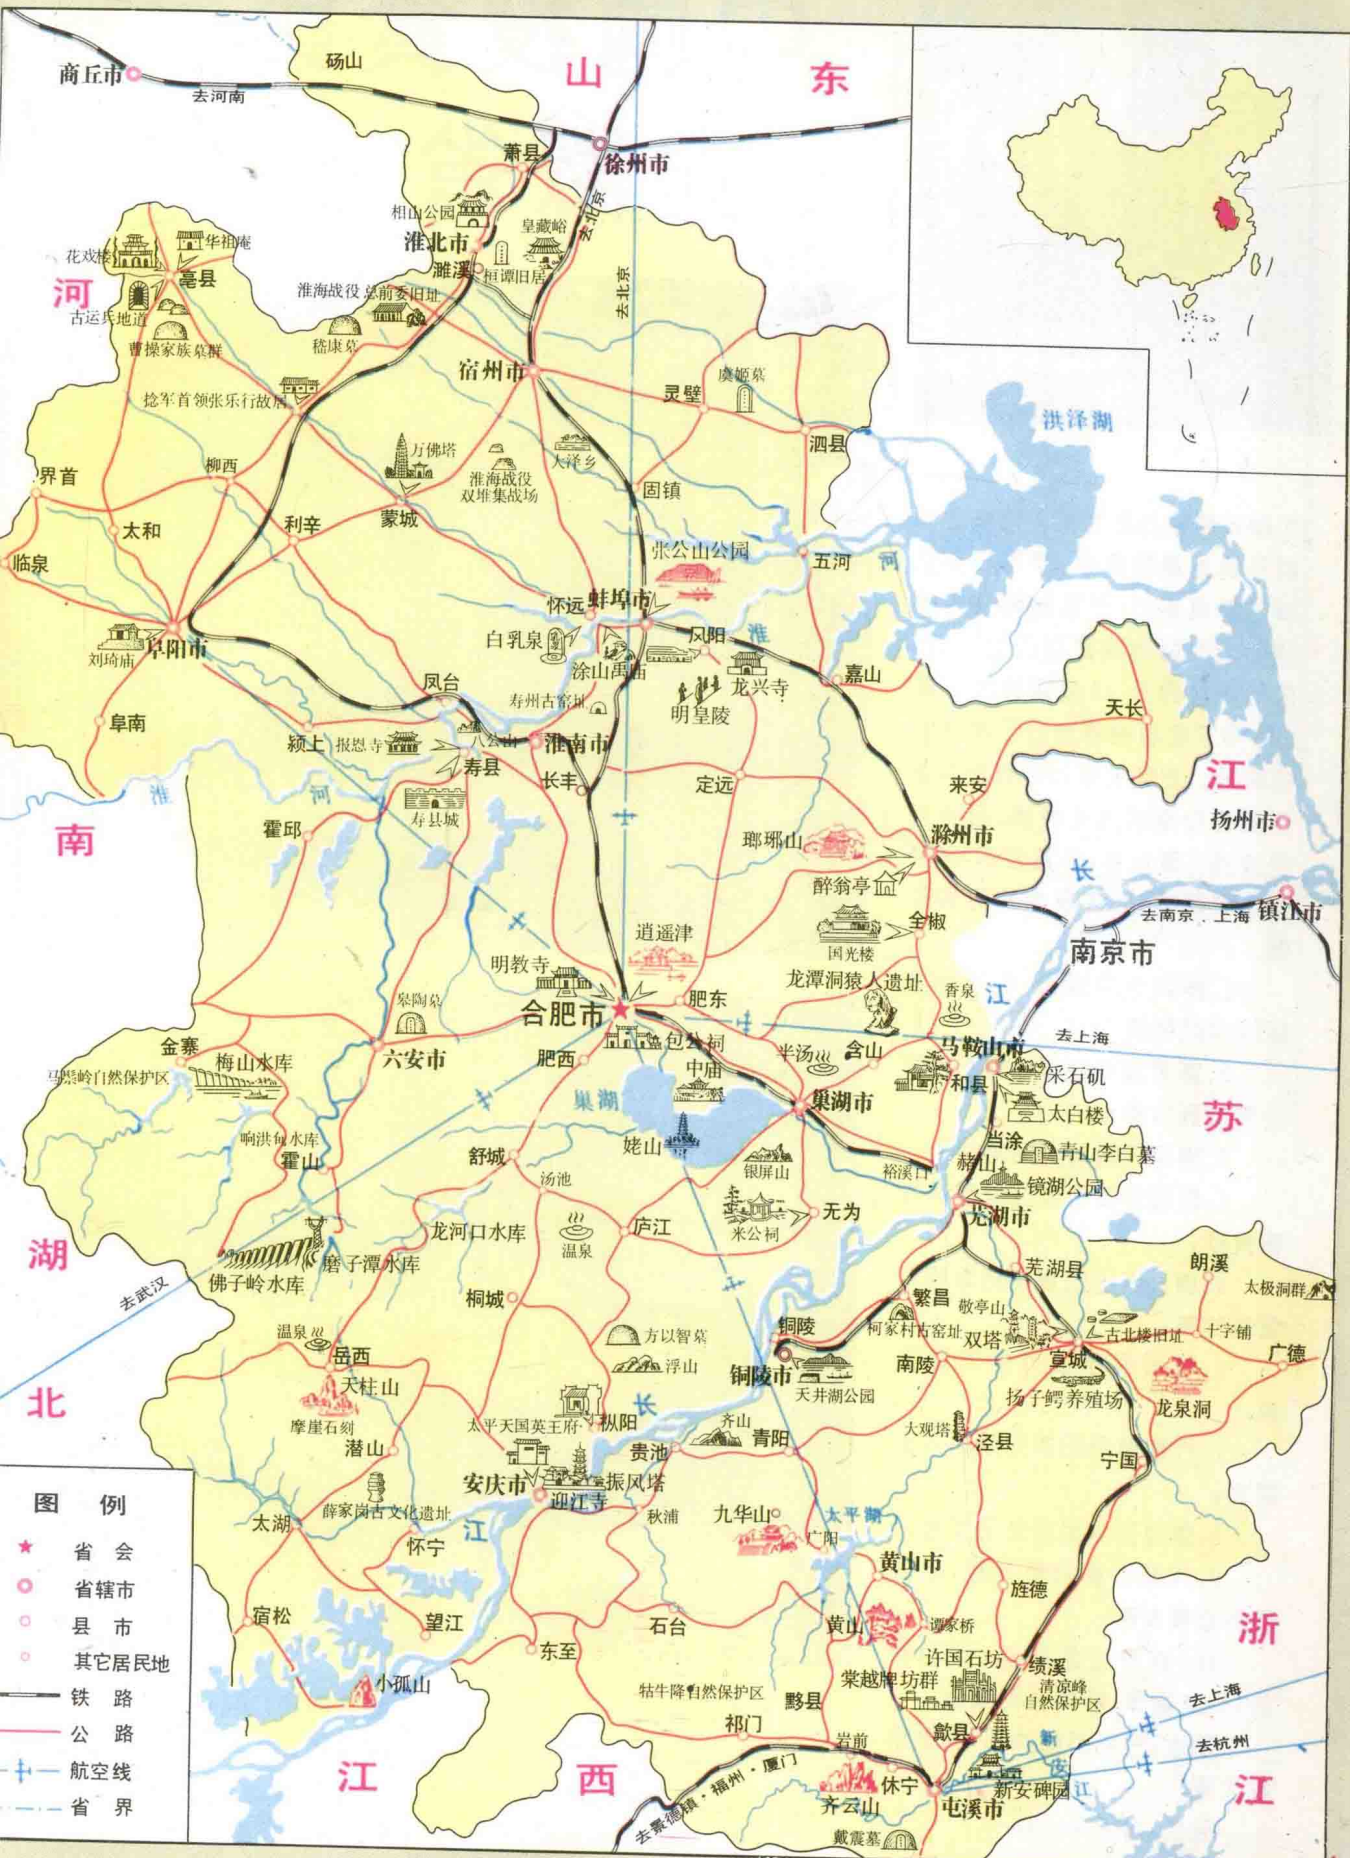 山 东
砀山
商丘市
去河南
萧县
徐州市
去北京
相山公园
皇藏峪
淮北市
花戏楼
华祖庵
濉溪
桓谭旧居
亳县
河
淮海战役总前委旧址
去北京
古运兵地道
曹操家族墓群
嵇康墓
宿州市
虞姬墓
捻军首领张乐行故居
灵壁
洪泽湖
万佛塔
大泽乡
泗县
柳西
界首
淮海战役
双堆集战场
固镇
蒙城
太和
利辛
张公山公园
临泉
五河
河
怀远
蚌埠市
淮
白乳泉
凤阳
刘琦庙
阜阳市
涂山禹庙
龙兴寺
嘉山
凤台
寿州古窑址
明皇陵
天长
阜南
颍上
报恩寺
八公山
淮南市
寿县
长丰
定远
来安
江
淮
河
寿县城
霍邱
南
扬州市
琅琊山
滁州市
长
醉翁亭
去南京．上海
镇江市
全椒
逍遥津
国光楼
南京市
明教寺
龙潭洞猿人遗址
香泉
江
皋陶墓
合肥市
肥东
去上海
六安市
包公祠
半汤
含山
马鞍山市
金寨
梅山水库
肥西
中庙
和县
采石矶
马鬃岭自然保护区
巢湖
巢湖市
太白楼
苏
响洪甸水库
姥山
当涂
青山李白墓
霍山
舒城
银屏山
裕溪口
赭山
镜湖公园
汤池
无为
芜湖市
龙河口水库
温泉
庐江
米公祠
湖
磨子潭水库
佛子岭水库
芜湖县
朗溪
去武汉
太极洞群
桐城
繁昌
敬亭山
温泉
方以智墓
铜陵
柯家村古窑址
双塔
古北楼旧址
十字铺
岳西
浮山
南陵
宣城
广德
天柱山
铜陵市
天井湖公园
扬子鳄养殖场
北
长
龙泉洞
摩崖石刻
太平天国英王府
枞阳
齐山
大观塔
潜山
贵池
青阳
泾县
宁国
安庆市
振风塔
迎江寺
薛家岗古文化遗址
九华山
太平湖
太湖
江
秋浦
广阳
怀宁
黄山市
旌德
宿松
望江
石台
黄山
谭家桥
浙
东至
许国石坊
绩溪
小孤山
棠越牌坊群
清凉峰
自然保护区
牯牛降自然保护区
黟县
去上海
祁门
歙县
新
岩前
去杭州
安
江
西
休宁
新安碑园
江
江
齐云山
屯溪市
去景德镇·福州·厦门
戴震墓
图 例
省 会
省辖市
县 市
其它居民地
铁 路
公 路
航空线
省 界